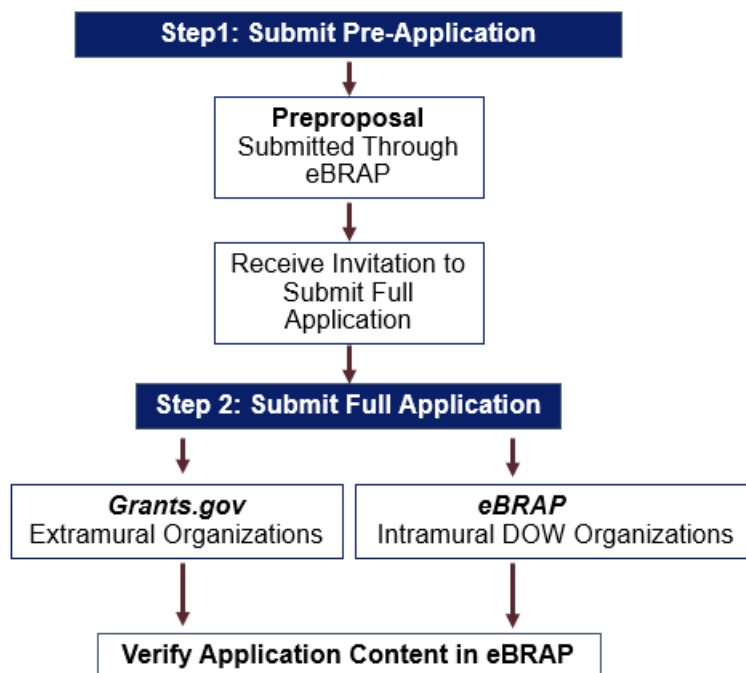 Step1: Submit Pre-Application
Preproposal
Submitted Through
eBRAP
Receive Invitation to
Submit Full
Application
Step 2: Submit Full Application
Grants.gov
Extramural Organizations
eBRAP
Intramural DOW Organizations
Verify Application Content in eBRAP